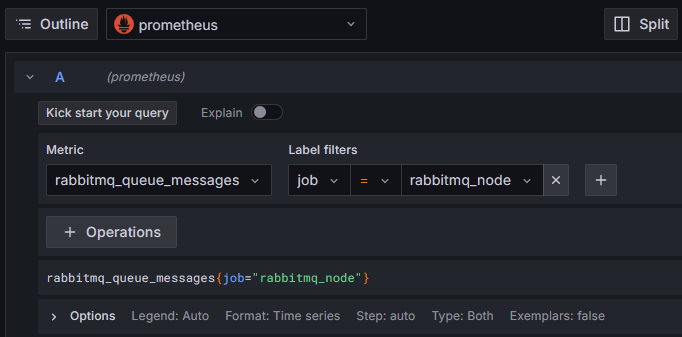 Outline
prometheus
Split
A (prometheus)
Kick start your query Explain
Metric Label filters
rabbitmq_queue_messages job = rabbitmq_node × +
+ Operations
rabbitmq_queue_messages{job="rabbitmq_node"}
Options Legend: Auto Format: Time series Step: auto Type: Both Exemplars: false